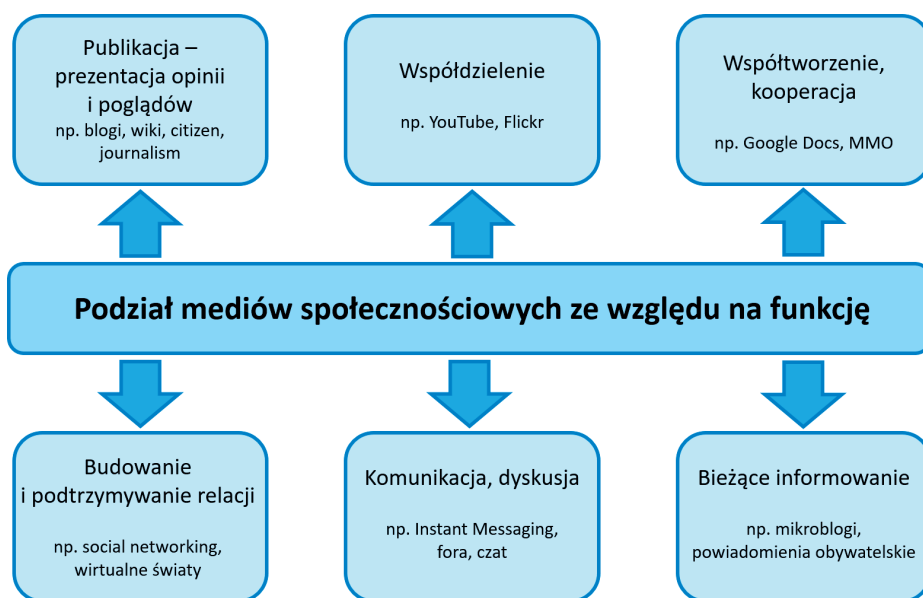 Publikacja –
prezentacja opinii
i poglądów
np. blogi, wiki, citizen,
journalism
Współdzielenie
np. YouTube, Flickr
Współtworzenie,
kooperacja
np. Google Docs, MMO
Podział mediów społecznościowych ze względu na funkcję
Budowanie
i podtrzymywanie relacji
np. social networking,
wirtualne światy
Komunikacja, dyskusja
np. Instant Messaging,
fora, czat
Bieżące informowanie
np. mikroblogi,
powiadomienia obywatelskie